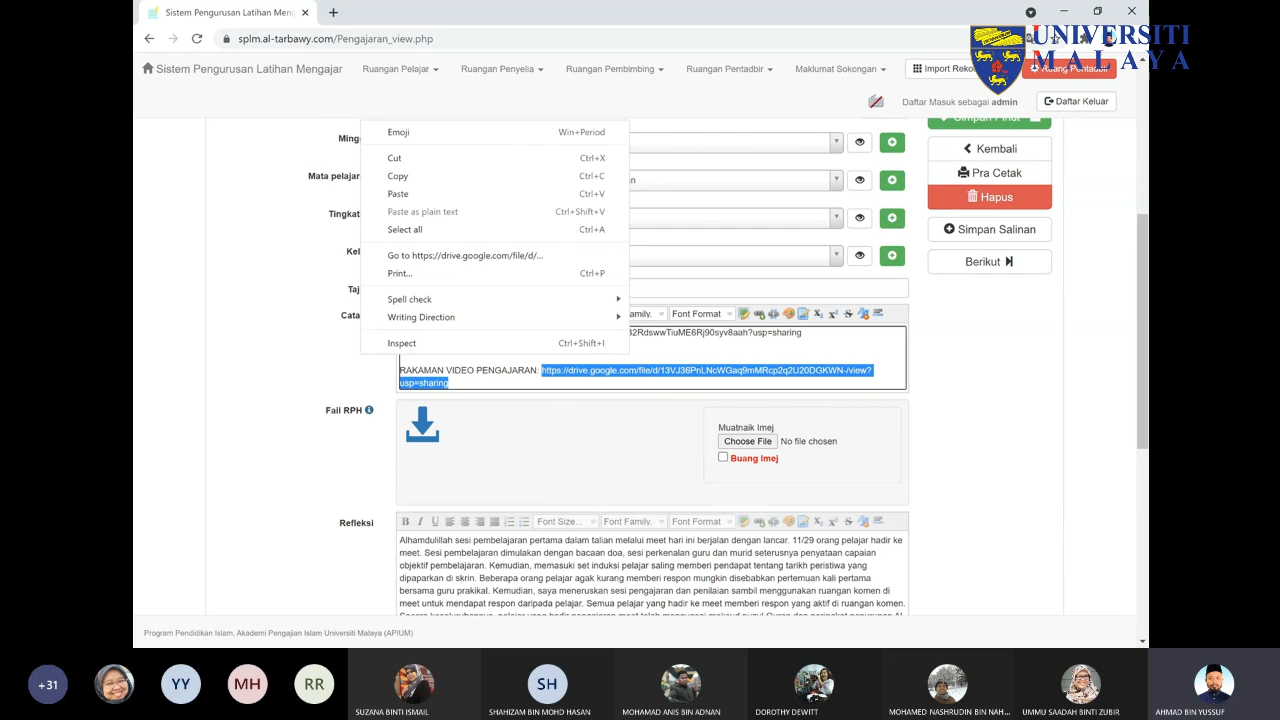 Sistem Pengurusan Latihan Meng
splm.al-tarbawy.com/Pengajaran_view.php
UNIVERSITI
MALAYA
Sistem Pengurusan Latihan Mengajar
Ruangan Pelajar
Ruangan Penyelia
Ruangan Pembimbing
Ruangan Pentadbir
Maklumat Sokongan
Import Reko
Ruang Pentadbir
Daftar Masuk sebagai admin
Daftar Keluar
Simpan Pindf
Kembali
Pra Cetak
Hapus
Simpan Salinan
Berikut
Ming
Mata pelajar
Tingkat
Kel
Taj
Cata
Emoji Win+Period
Cut Ctrl+X
Copy Ctrl+C
Paste Ctrl+V
Paste as plain text Ctrl+Shift+V
Select all Ctrl+A
Go to https://drive.google.com/file/d/...
Print... Ctrl+P
Spell check
Writing Direction
Inspect Ctrl+Shift+I
an
amily. Font Format
82RdswwTiuME6Rj90syv8aah?usp=sharing
RAKAMAN VIDEO PENGAJARAN: https://drive.google.com/file/d/13VJ36PnLNcWGaq9mMRcp2q2U20DGKWN-/view?
usp=sharing
Fail RPH
Muatnaik Imej
Choose File No file chosen
Buang Imej
Refleksi
B I U Font Size... Font Family. Font Format
Alhamdulillah sesi pembelajaran pertama dalam talian melalui meet hari ini berjalan dengan lancar. 11/29 orang pelajar hadir ke
meet. Sesi pembelajaran dimulakan dengan bacaan doa, sesi perkenalan guru dan murid seterusnya penyataan capaian
objektif pembelajaran. Kemudian, memasuki set induksi pelajar saling memberi pendapat tentang tarikh peristiwa yang
dipaparkan di skrin. Beberapa orang pelajar agak kurang memberi respon mungkin disebabkan pertemuan kali pertama
bersama guru prakikal. Kemudian, saya meneruskan sesi pengajaran dan penilaian sambil menggunakan ruangan komen di
meet untuk mendapat respon daripada pelajar. Semua pelajar yang hadir ke meet memberi respon yang aktif di ruangan komen.
Program Pendidikan Islam, Akademi Pengajian Islam Universiti Malaya (APIUM)
+31
YY
MH
RR
SH
SUZANA BINTI ISMAIL
SHAHIZAM BIN MOHD HASAN
MOHAMAD ANIS BIN ADNAN
DOROTHY DEWITT
MOHAMED NASHRUDIN BIN NAH...
UMMU SAADAH BINTI ZUBIR
AHMAD BIN YUSSUF